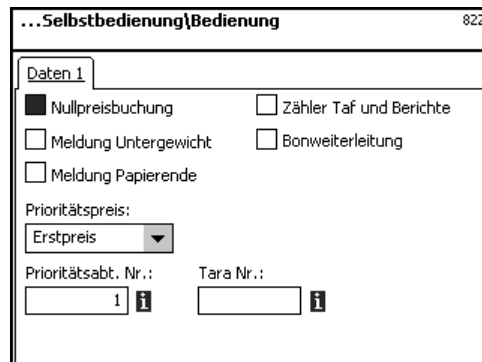 ...Selbstbedienung\Bedienung 822
Daten 1
Nullpreisbuchung Zähler Taf und Berichte
Meldung Untergewicht Bonweiterleitung
Meldung Papierende
Prioritätspreis:
Erstpreis
Prioritätsabt. Nr.: Tara Nr.:
1 i i